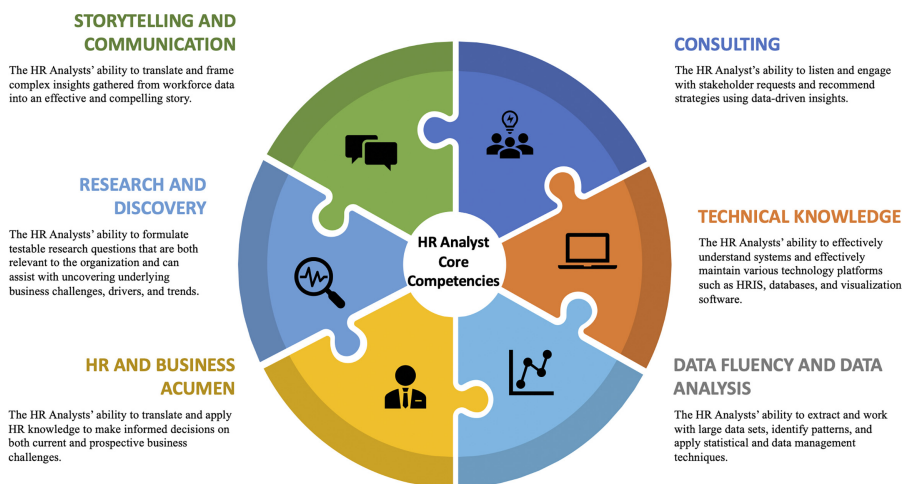 STORYTELLING AND
COMMUNICATION
The HR Analysts' ability to translate and frame
complex insights gathered from workforce data
into an effective and compelling story.
CONSULTING
The HR Analyst's ability to listen and engage
with stakeholder requests and recommend
strategies using data-driven insights.
RESEARCH AND
DISCOVERY
The HR Analysts' ability to formulate
testable research questions that are both
relevant to the organization and can
assist with uncovering underlying
business challenges, drivers, and trends.
HR Analyst
Core
Competencies
TECHNICAL KNOWLEDGE
The HR Analysts' ability to effectively
understand systems and effectively
maintain various technology platforms
such as HRIS, databases, and visualization
software.
HR AND BUSINESS
ACUMEN
The HR Analysts' ability to translate and apply
HR knowledge to make informed decisions on
both current and prospective business
challenges.
DATA FLUENCY AND DATA
ANALYSIS
The HR Analysts' ability to extract and work
with large data sets, identify patterns, and
apply statistical and data management
techniques.